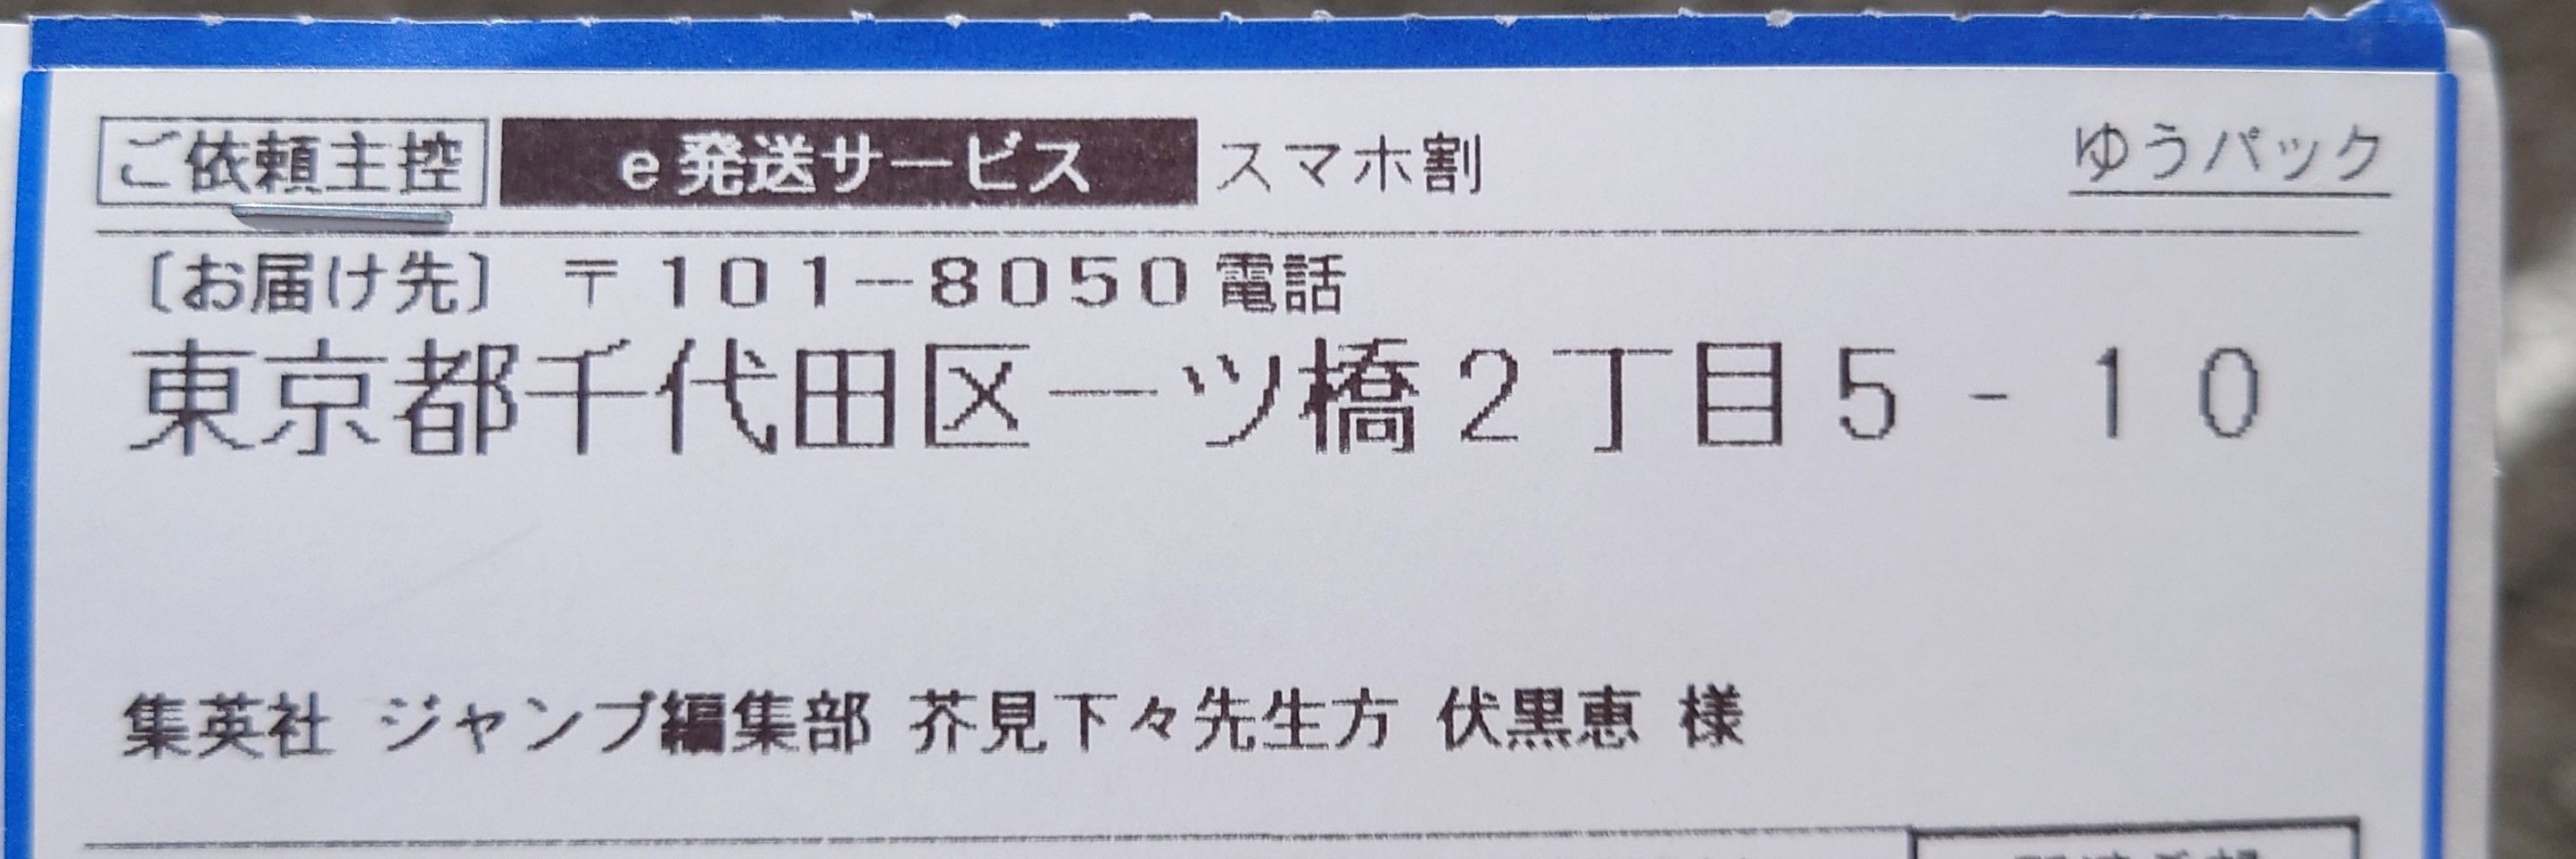 ご依頼主控 e発送サービス スマホ割 ゆうパック
〔お届け先〕 〒101－8050 電話
東京都千代田区一ツ橋2丁目5-10
集英社 ジャンプ編集部 芥見下々先生方 伏黒恵 様